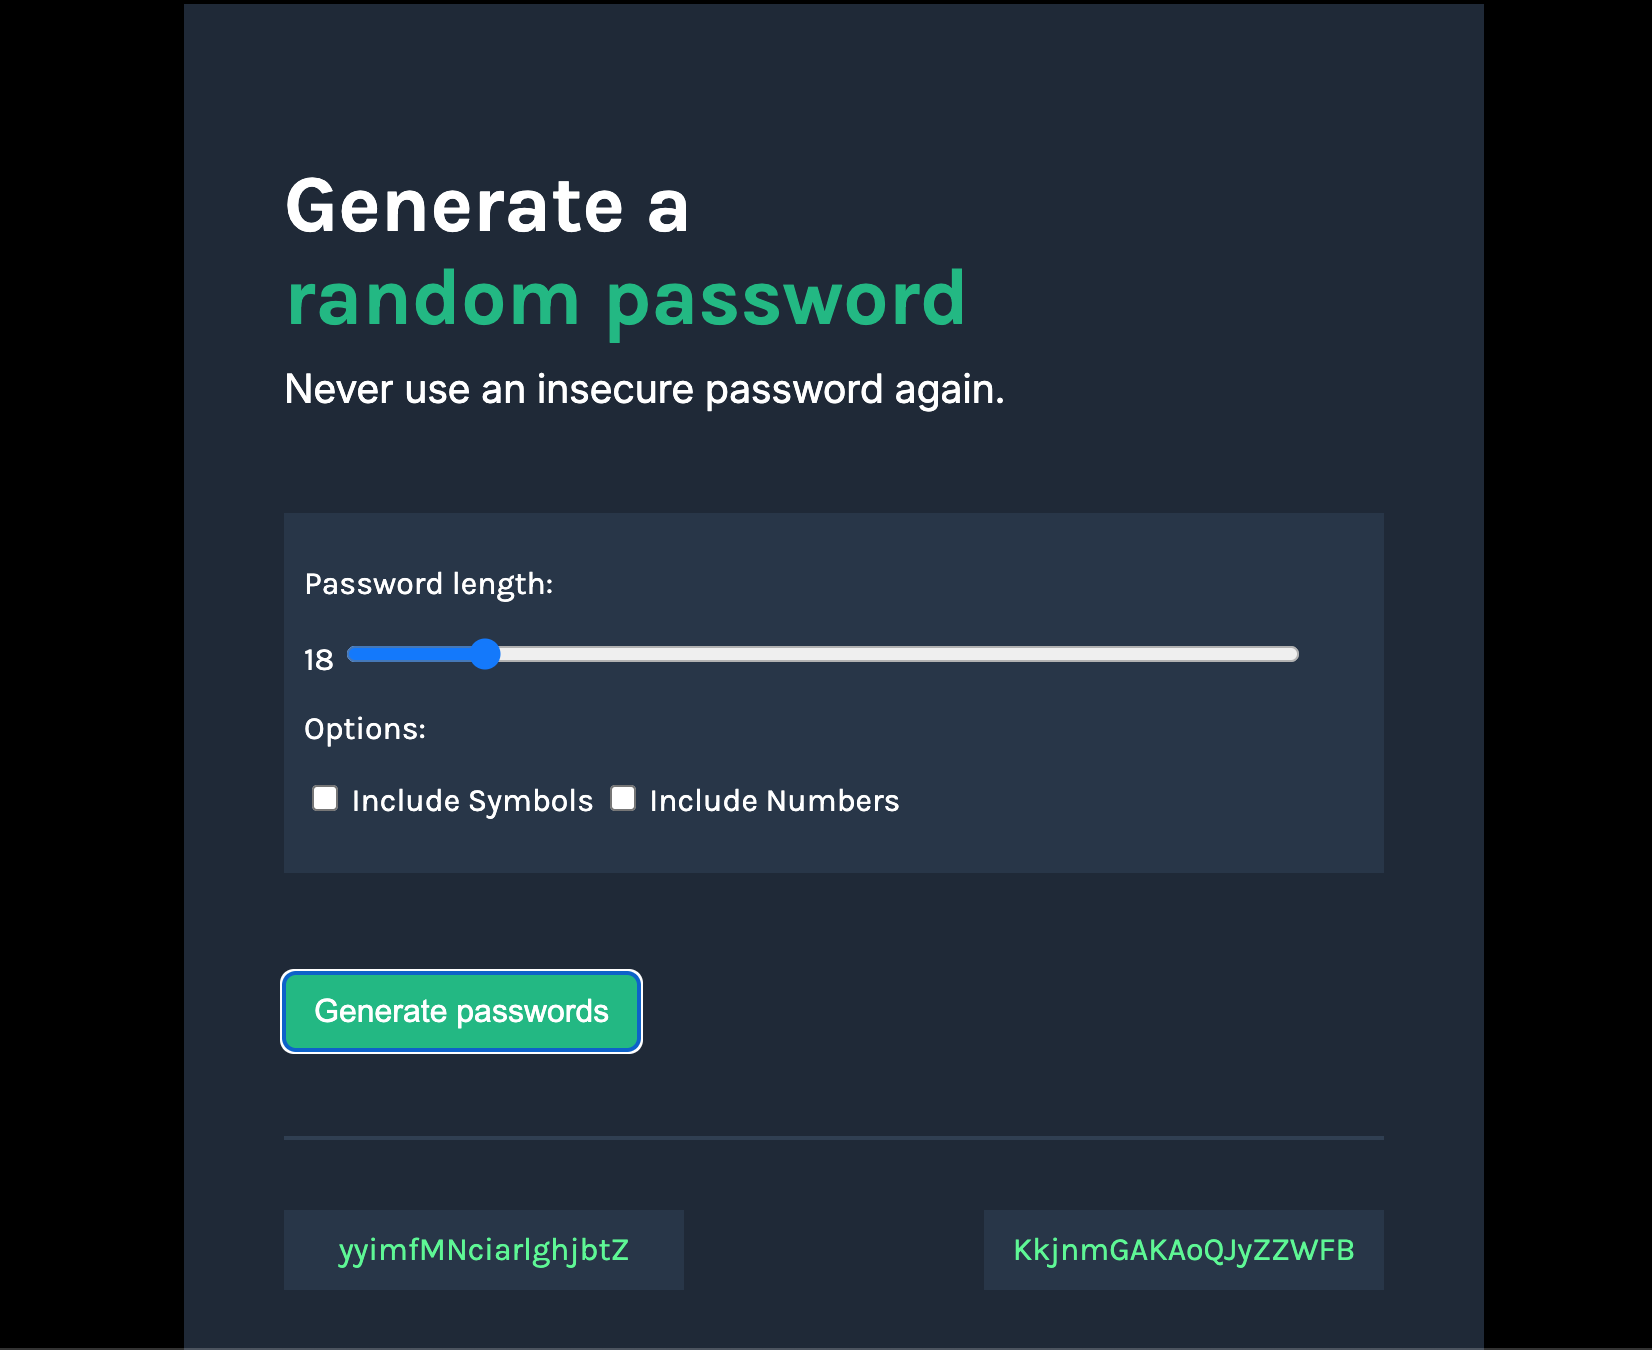 Generate a
random password
Never use an insecure password again.
Password length:
18
Options:
Include Symbols Include Numbers
Generate passwords
yyimfMNciarlghjbtZ KkjnmGAKAoQJyZZWFB